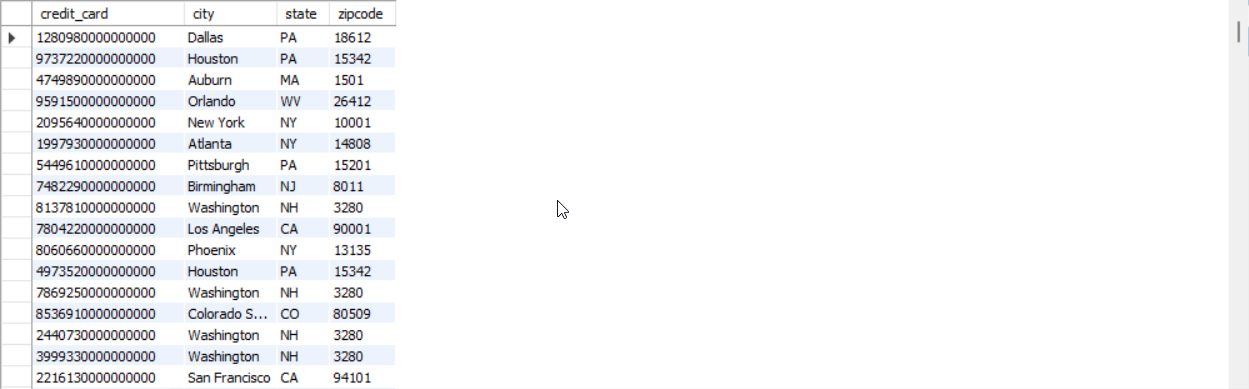 credit_card city state zipcode
1280980000000000 Dallas PA 18612
9737220000000000 Houston PA 15342
4749890000000000 Auburn MA 1501
9591500000000000 Orlando WV 26412
2095640000000000 New York NY 10001
1997930000000000 Atlanta NY 14808
5449610000000000 Pittsburgh PA 15201
7482290000000000 Birmingham NJ 8011
8137810000000000 Washington NH 3280
7804220000000000 Los Angeles CA 90001
8060660000000000 Phoenix NY 13135
4973520000000000 Houston PA 15342
7869250000000000 Washington NH 3280
8536910000000000 Colorado S... CO 80509
2440730000000000 Washington NH 3280
3999330000000000 Washington NH 3280
2216130000000000 San Francisco CA 94101